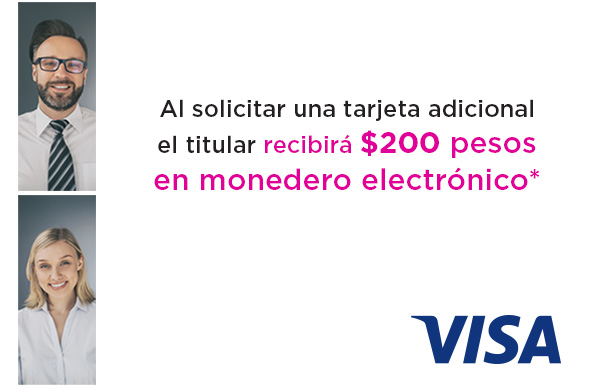 Al solicitar una tarjeta adicional
el titular recibirá $200 pesos
en monedero electrónico*
VISA